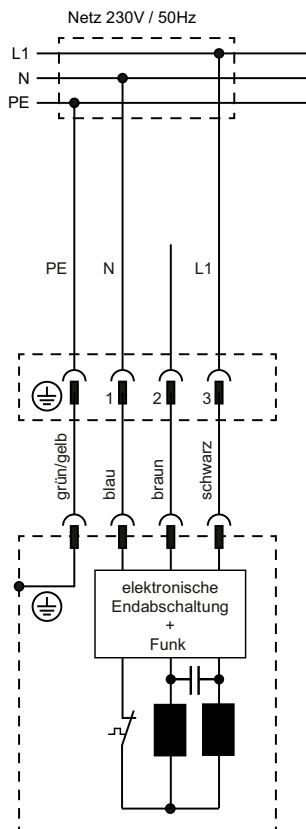 Netz 230V / 50Hz
L1
N
PE
PE
N
L1
1
2
3
grün/gelb
blau
braun
schwarz
elektronische
Endabschaltung
+
Funk